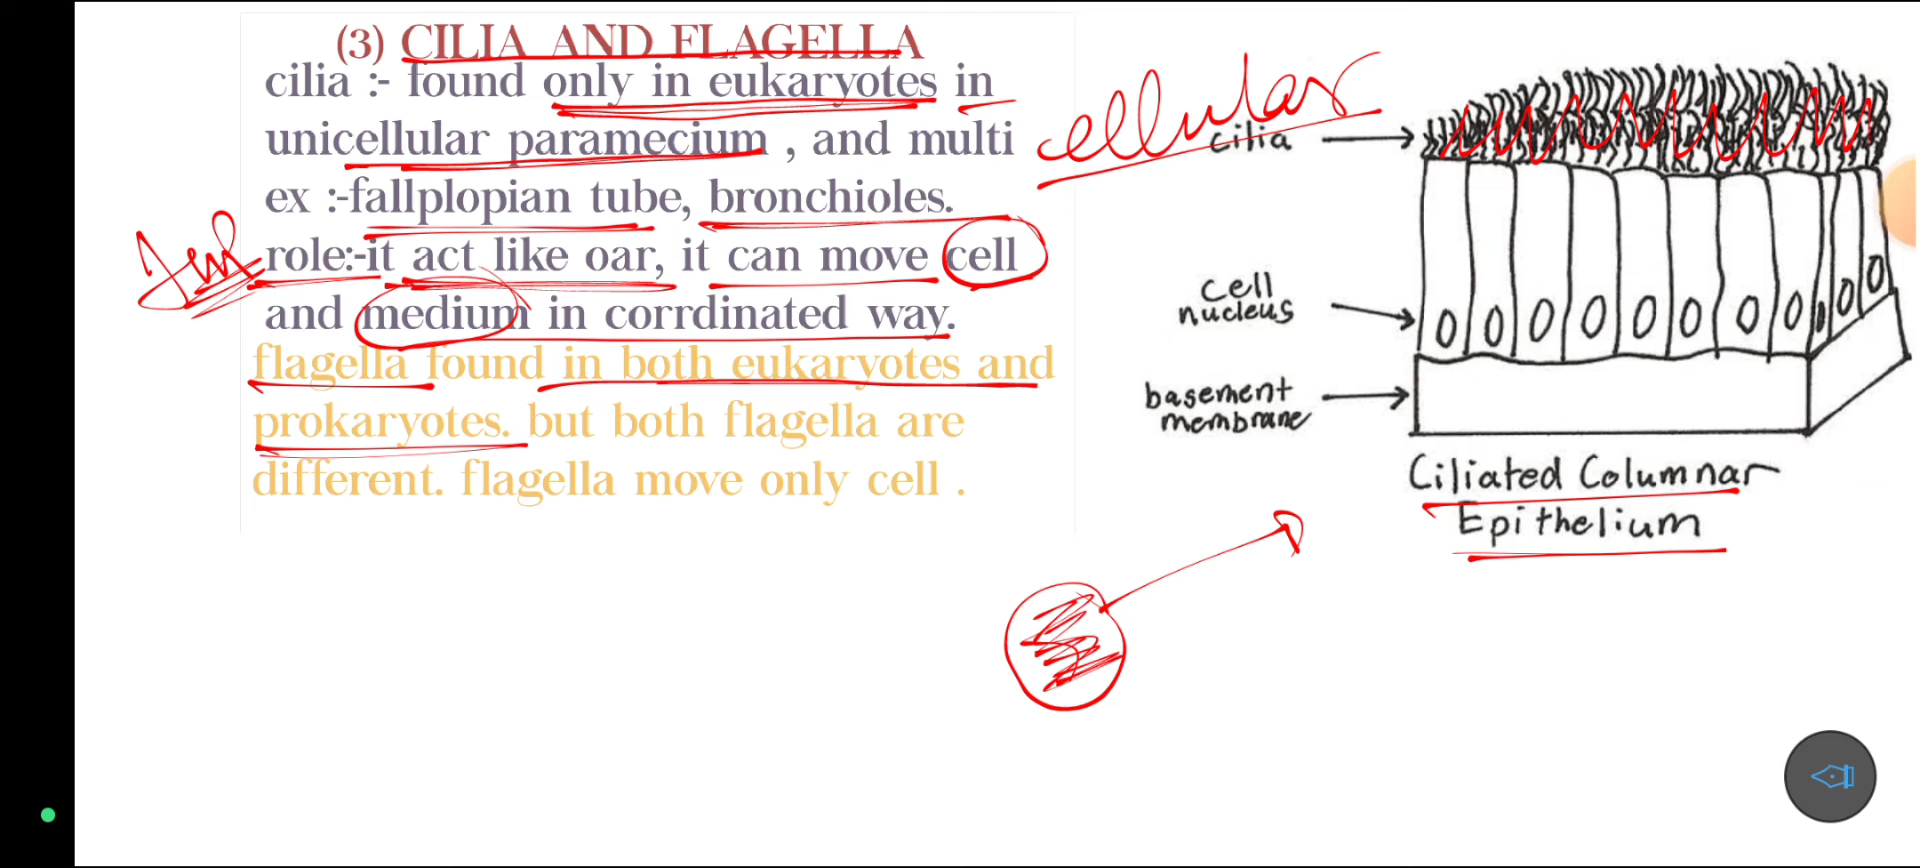 (3) CILIA AND FLAGELLA
cilia :- found only in eukaryotes in
unicellular paramecium , and multi cellular
ex :-fallplopian tube, bronchioles.
role:-it act like oar, it can move cell
and medium in corrdinated way.
flagella found in both eukaryotes and
prokaryotes. but both flagella are
different. flagella move only cell .
cilia
cell
nucleus
basement
membrane
Ciliated Columnar
Epithelium